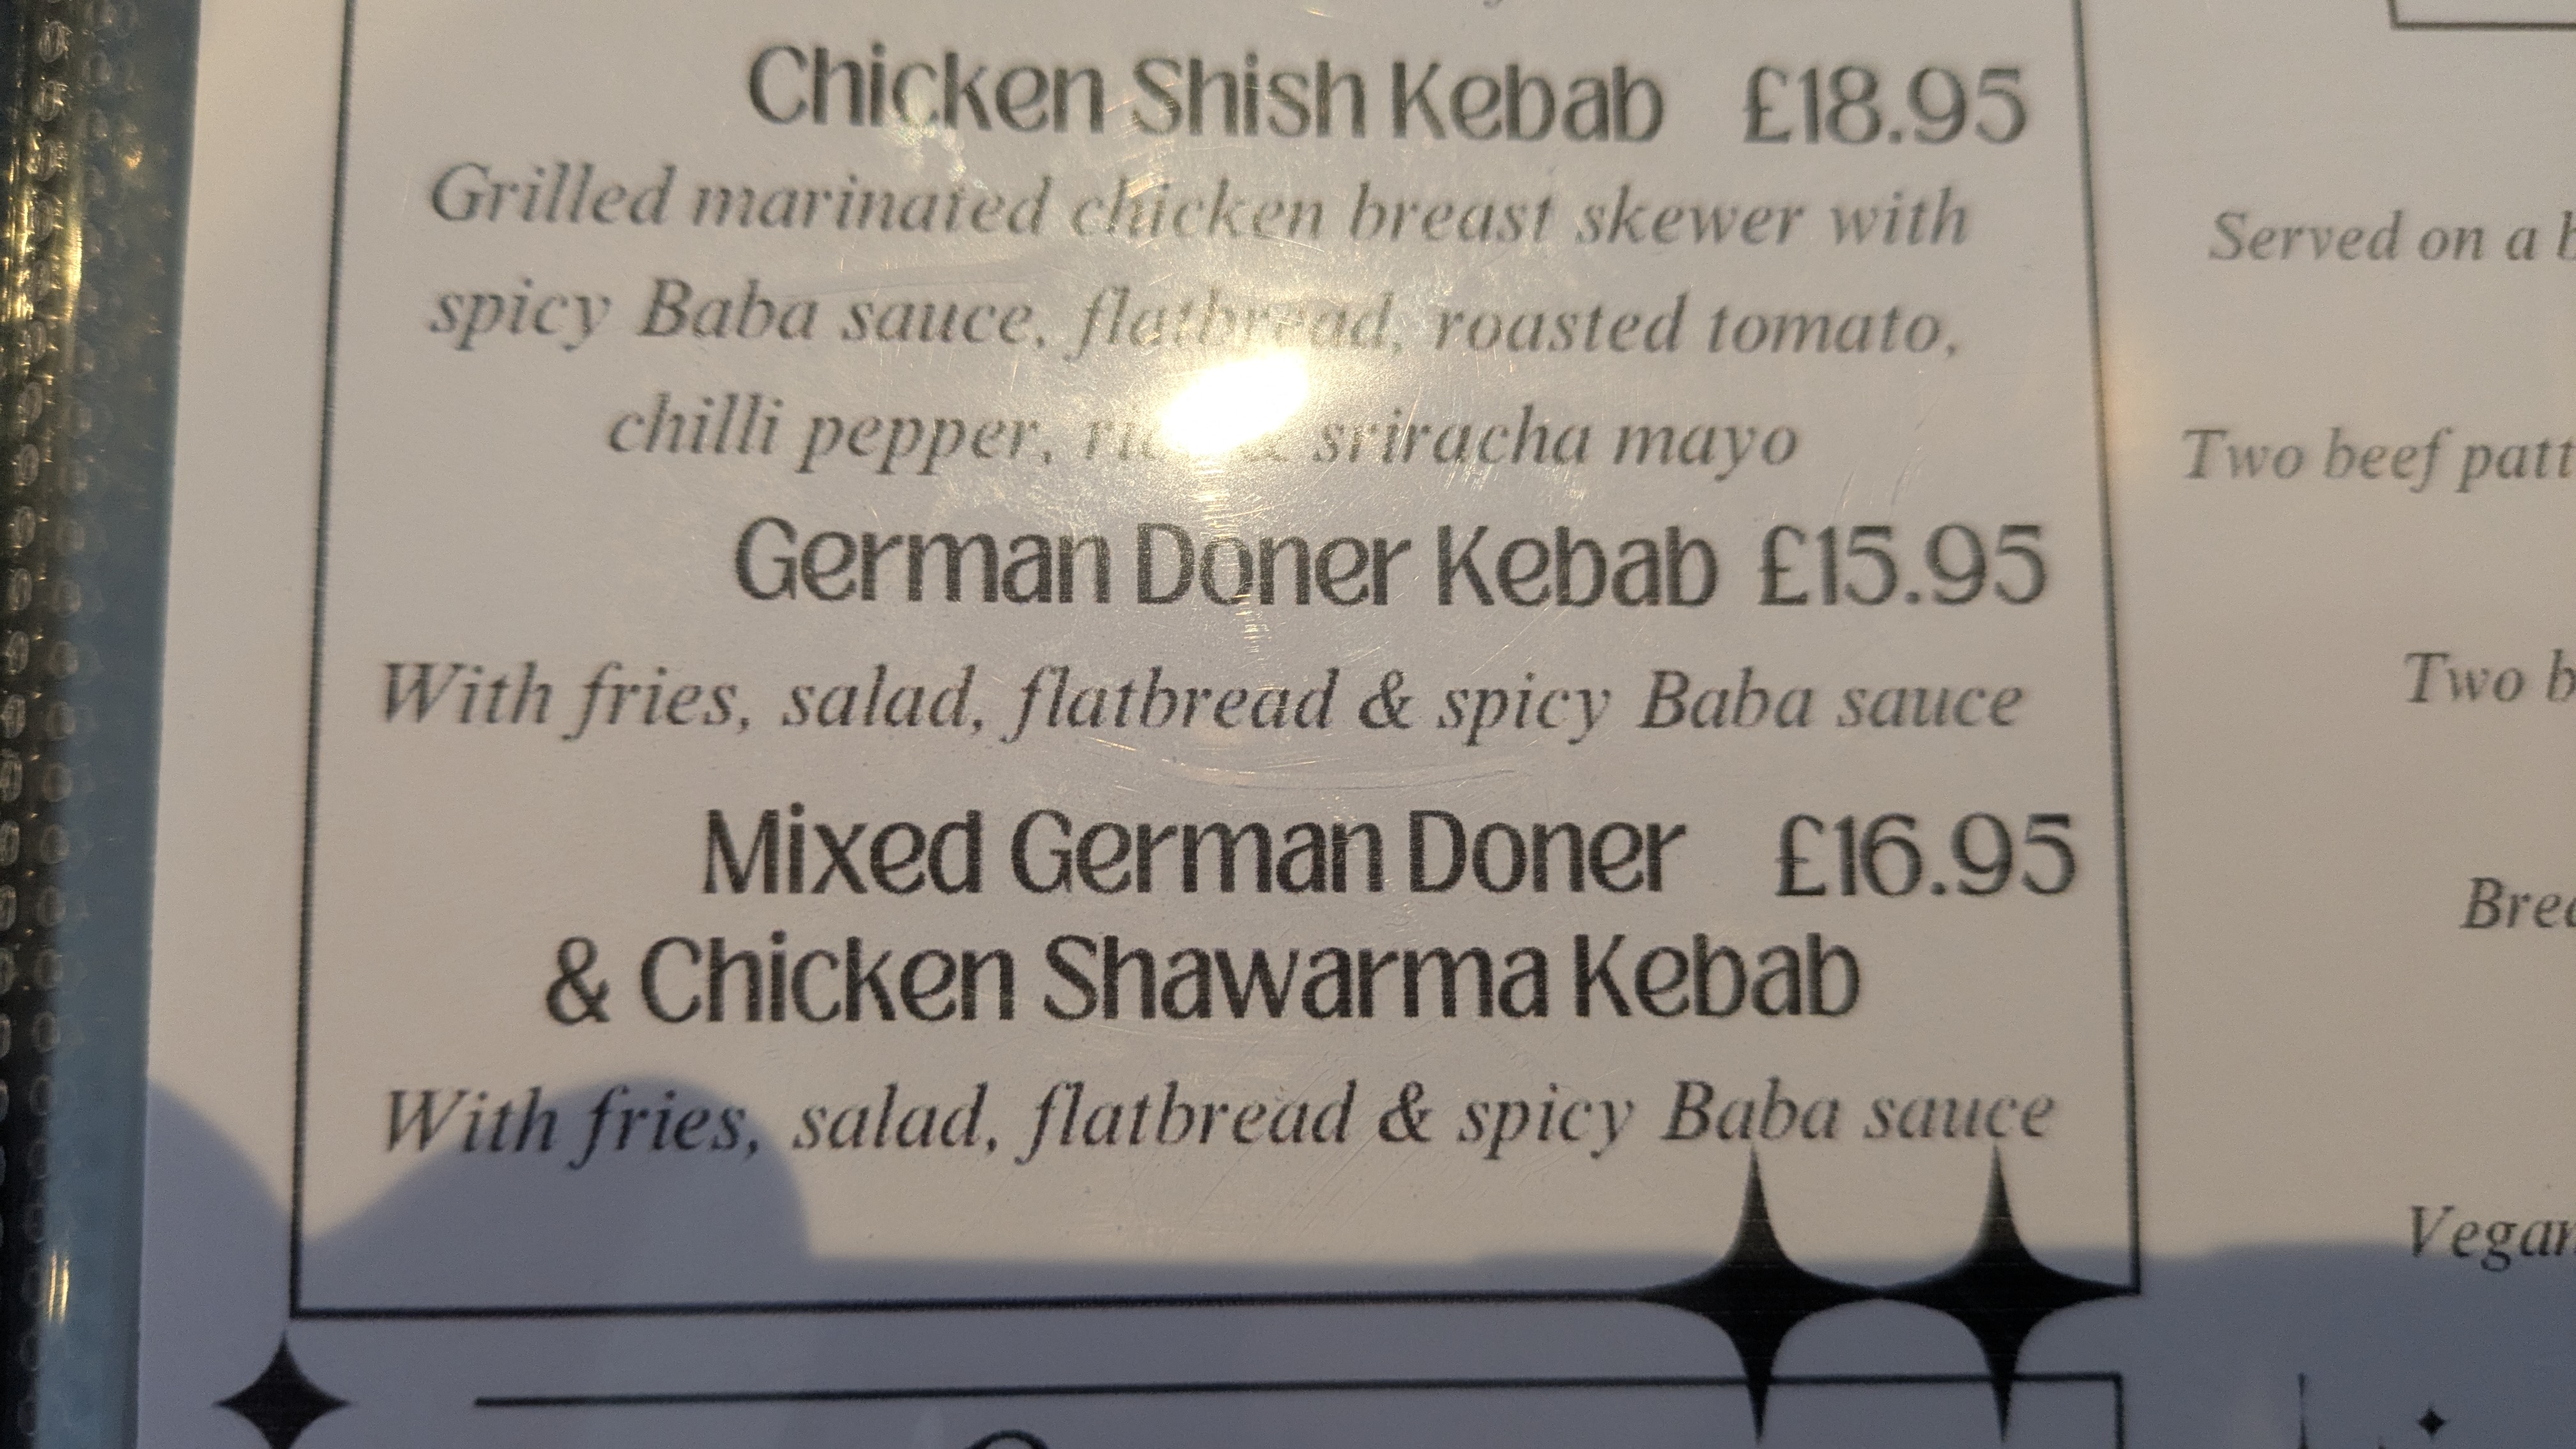 Chicken Shish Kebab £18.95
Grilled marinated chicken breast skewer with
spicy Baba sauce, flatbread, roasted tomato,
chilli pepper, & sriracha mayo
German Doner Kebab £15.95
With fries, salad, flatbread & spicy Baba sauce
Mixed German Doner £16.95
& Chicken Shawarma Kebab
With fries, salad, flatbread & spicy Baba sauce
Served on a
Two beef
Two